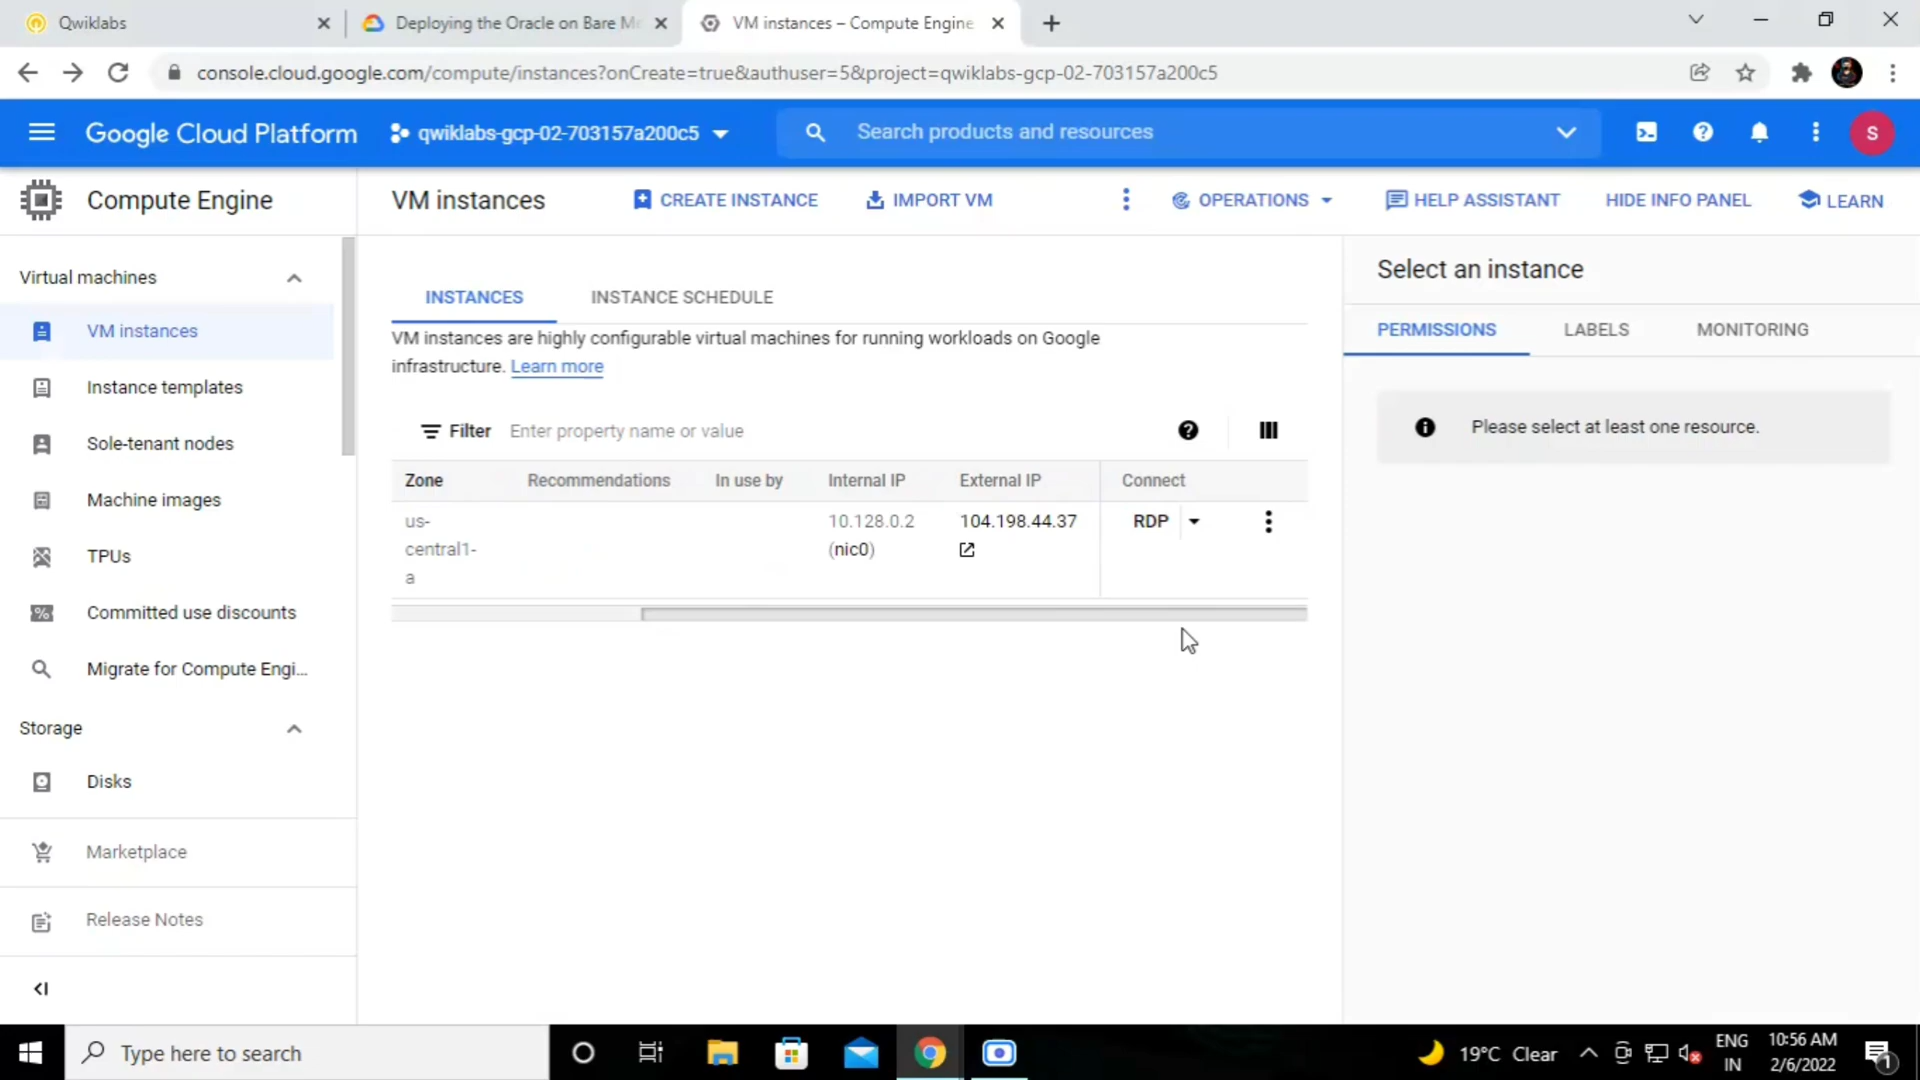 Qwiklabs
Deploying the Oracle on Bare M
VM instances – Compute Engine
console.cloud.google.com/compute/instances?onCreate=true&authuser=5&project=qwiklabs-gcp-02-703157a200c5
Google Cloud Platform
qwiklabs-gcp-02-703157a200c5
Search products and resources
S
Compute Engine
VM instances
CREATE INSTANCE
IMPORT VM
OPERATIONS
HELP ASSISTANT
HIDE INFO PANEL
LEARN
Virtual machines
VM instances
Instance templates
Sole-tenant nodes
Machine images
TPUs
Committed use discounts
Migrate for Compute Engi...
Storage
Disks
Marketplace
Release Notes
INSTANCES
INSTANCE SCHEDULE
VM instances are highly configurable virtual machines for running workloads on Google
infrastructure. Learn more
Filter
Enter property name or value
Zone
Recommendations
In use by
Internal IP
External IP
Connect
us-
central1-
a
10.128.0.2
(nic0)
104.198.44.37
RDP
Select an instance
PERMISSIONS
LABELS
MONITORING
Please select at least one resource.
Type here to search
19°C Clear
ENG
IN
10:56 AM
2/6/2022
1